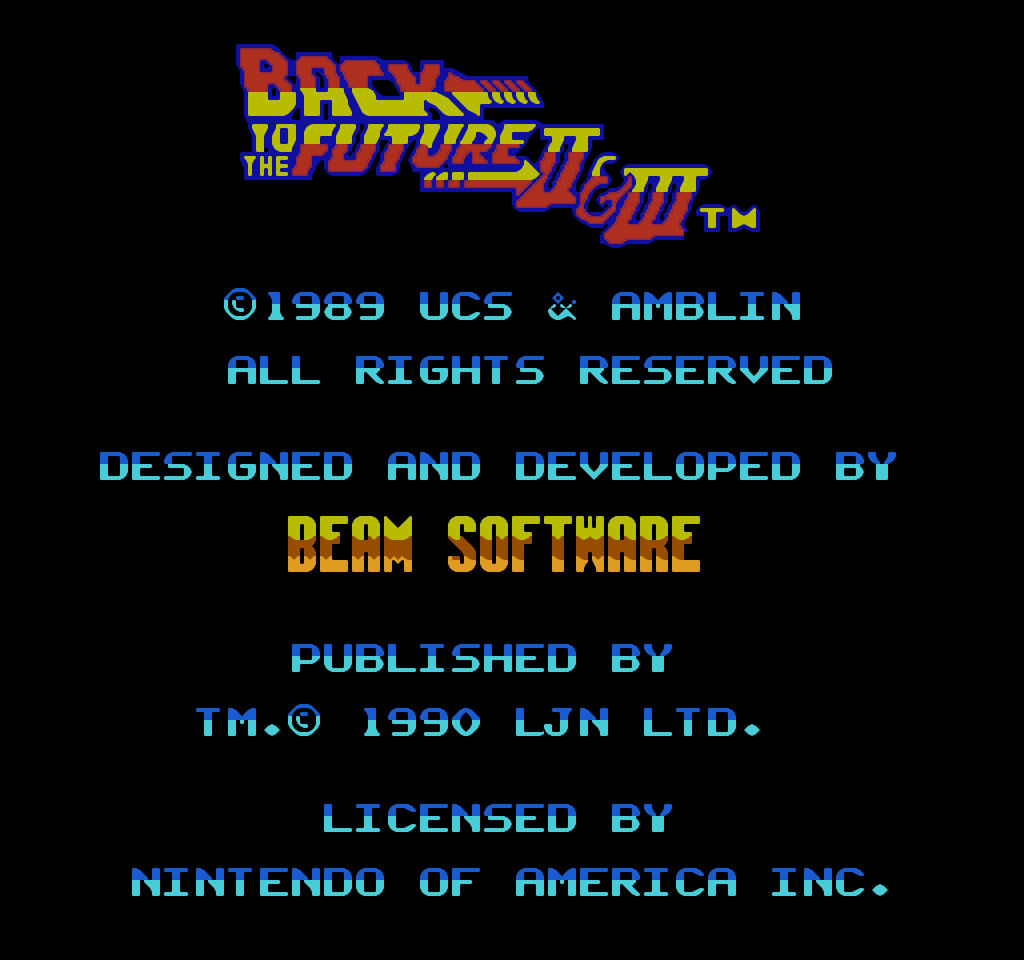 BACK
TO THE FUTURE II & III TM
©1989 UCS & AMBLIN
ALL RIGHTS RESERVED
DESIGNED AND DEVELOPED BY
BEAM SOFTWARE
PUBLISHED BY
TM.© 1990 LJN LTD.
LICENSED BY
NINTENDO OF AMERICA INC.